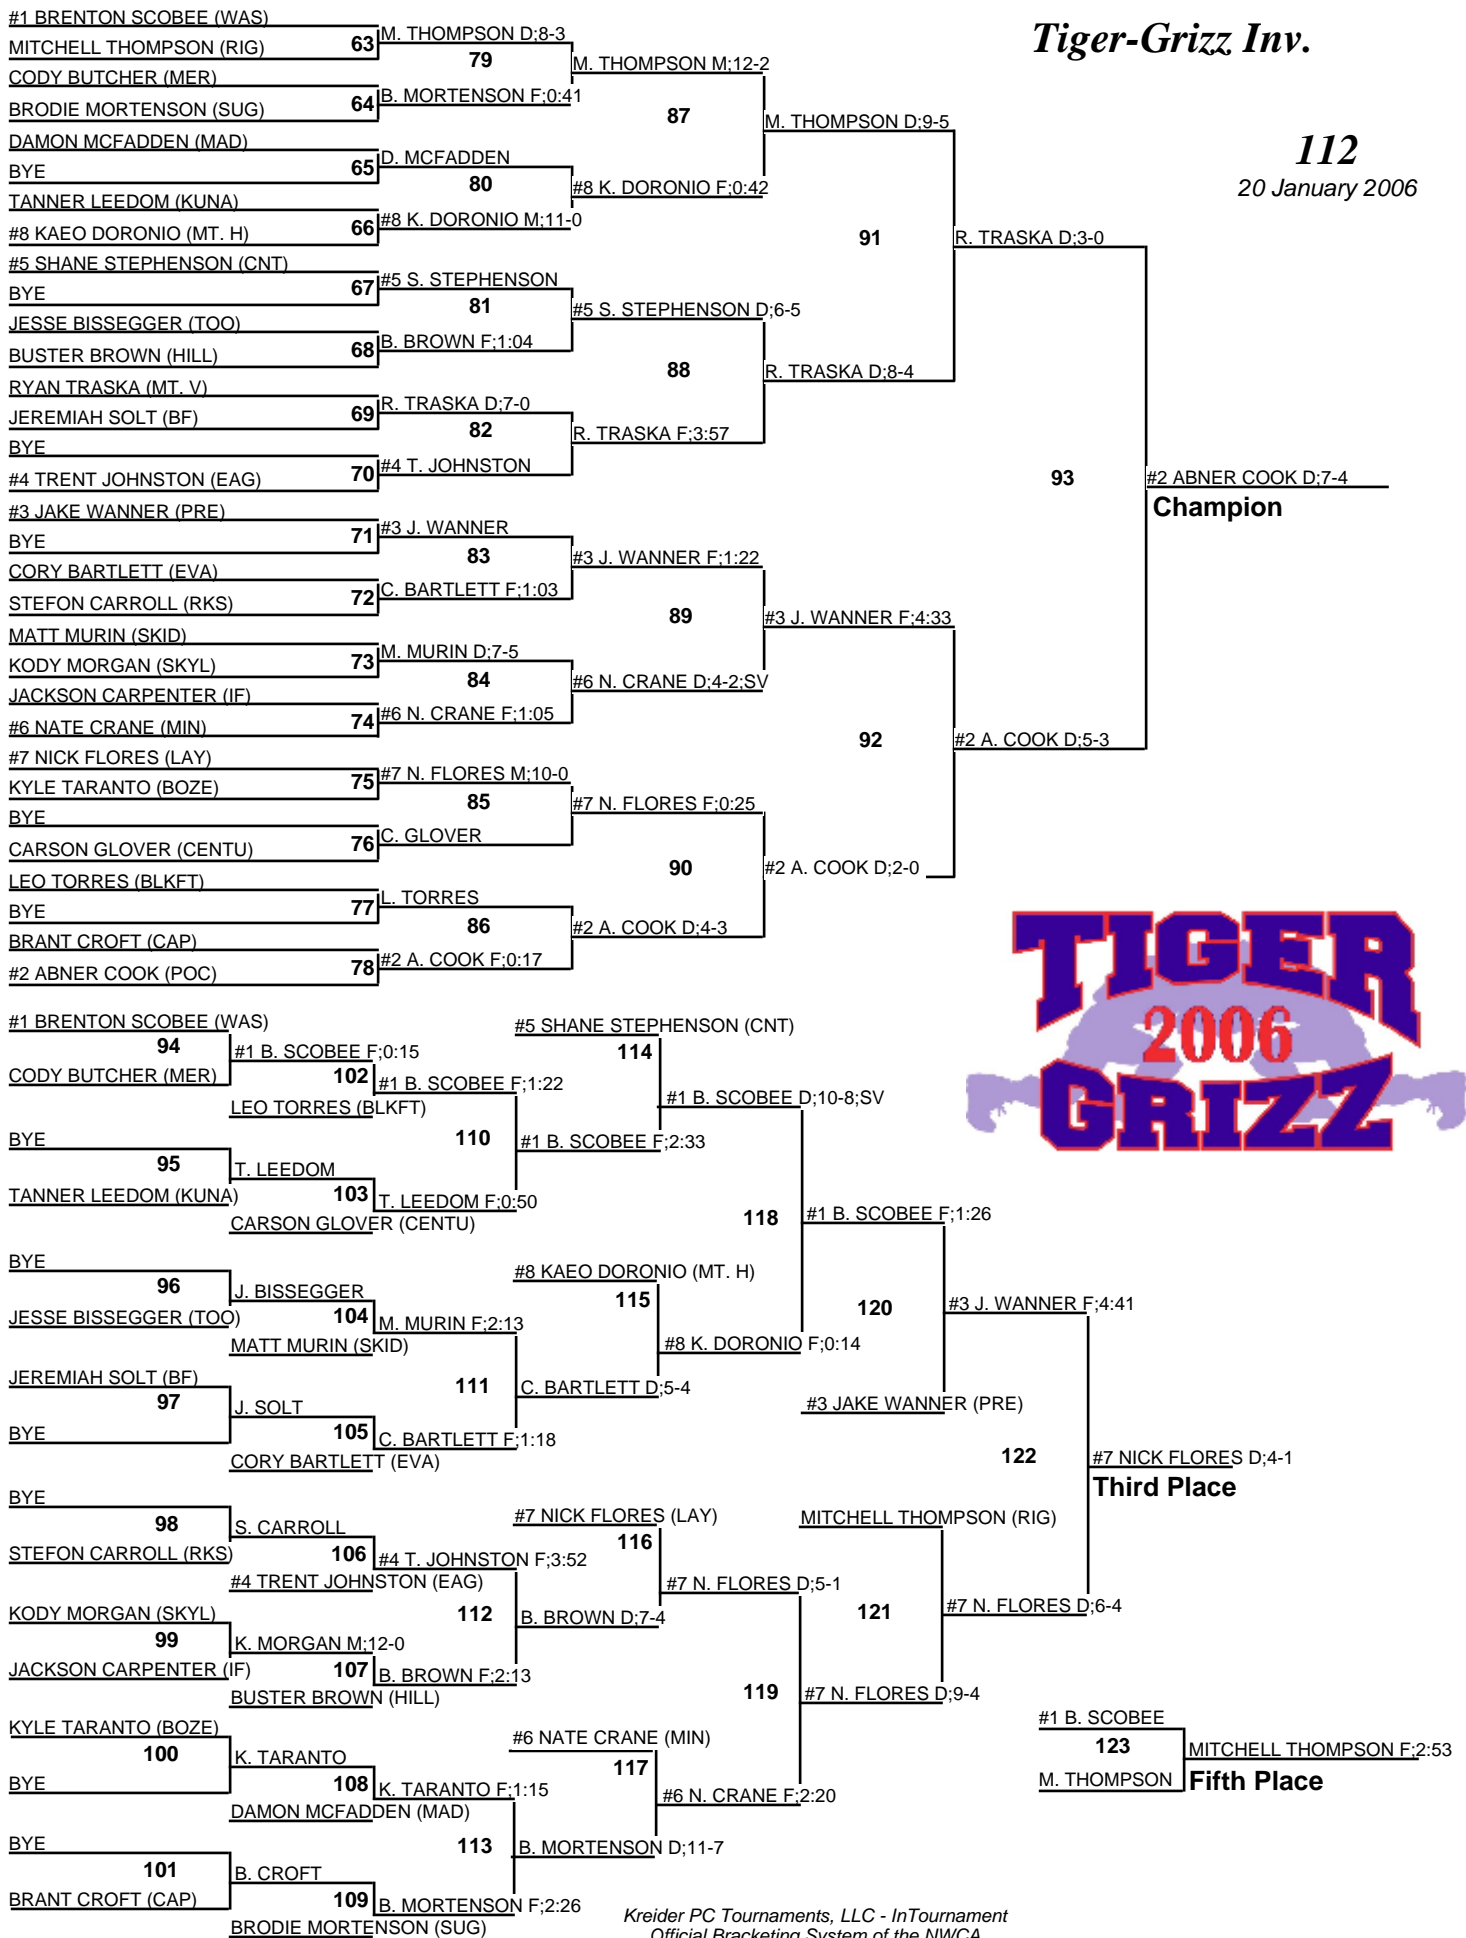 Tiger-Grizz Inv.
112
20 January 2006
#1 BRENTON SCOBEE (WAS)
MITCHELL THOMPSON (RIG)
63
M. THOMPSON D;8-3
CODY BUTCHER (MER)
BRODIE MORTENSON (SUG)
64
B. MORTENSON F;0:41
79
M. THOMPSON M;12-2
DAMON MCFADDEN (MAD)
BYE
65
D. MCFADDEN
TANNER LEEDOM (KUNA)
#8 KAEO DORONIO (MT. H)
66
#8 K. DORONIO M;11-0
80
#8 K. DORONIO F;0:42
87
M. THOMPSON D;9-5
#5 SHANE STEPHENSON (CNT)
BYE
67
#5 S. STEPHENSON
JESSE BISSEGGER (TOO)
BUSTER BROWN (HILL)
68
B. BROWN F;1:04
81
#5 S. STEPHENSON D;6-5
RYAN TRASKA (MT. V)
JEREMIAH SOLT (BF)
69
R. TRASKA D;7-0
BYE
#4 TRENT JOHNSTON (EAG)
70
#4 T. JOHNSTON
82
R. TRASKA F;3:57
88
R. TRASKA D;8-4
91
R. TRASKA D;3-0
#3 JAKE WANNER (PRE)
BYE
71
#3 J. WANNER
CORY BARTLETT (EVA)
STEFON CARROLL (RKS)
72
C. BARTLETT F;1:03
83
#3 J. WANNER F;1:22
MATT MURIN (SKID)
KODY MORGAN (SKYL)
73
M. MURIN D;7-5
JACKSON CARPENTER (IF)
#6 NATE CRANE (MIN)
74
#6 N. CRANE F;1:05
84
#6 N. CRANE D;4-2;SV
89
#3 J. WANNER F;4:33
#7 NICK FLORES (LAY)
KYLE TARANTO (BOZE)
75
#7 N. FLORES M;10-0
BYE
CARSON GLOVER (CENTU)
76
C. GLOVER
85
#7 N. FLORES F;0:25
LEO TORRES (BLKFT)
BYE
77
L. TORRES
BRANT CROFT (CAP)
#2 ABNER COOK (POC)
78
#2 A. COOK F;0:17
86
#2 A. COOK D;4-3
90
#2 A. COOK D;2-0
92
#2 A. COOK D;5-3
93
#2 ABNER COOK D;7-4
Champion
TIGER
2006
GRIZZ
#1 BRENTON SCOBEE (WAS)
94
CODY BUTCHER (MER)
#1 B. SCOBEE F;0:15
102
LEO TORRES (BLKFT)
#1 B. SCOBEE F;1:22
BYE
95
TANNER LEEDOM (KUNA)
T. LEEDOM
103
CARSON GLOVER (CENTU)
T. LEEDOM F;0:50
110
#1 B. SCOBEE F;2:33
#5 SHANE STEPHENSON (CNT)
114
#1 B. SCOBEE D;10-8;SV
BYE
96
JESSE BISSEGGER (TOO)
J. BISSEGGER
104
MATT MURIN (SKID)
M. MURIN F;2:13
JEREMIAH SOLT (BF)
97
BYE
J. SOLT
105
CORY BARTLETT (EVA)
C. BARTLETT F;1:18
111
C. BARTLETT D;5-4
#8 KAEO DORONIO (MT. H)
115
#8 K. DORONIO F;0:14
118
#1 B. SCOBEE F;1:26
120
#3 JAKE WANNER (PRE)
#3 J. WANNER F;4:41
BYE
98
STEFON CARROLL (RKS)
S. CARROLL
106
#4 TRENT JOHNSTON (EAG)
#4 T. JOHNSTON F;3:52
KODY MORGAN (SKYL)
99
JACKSON CARPENTER (IF)
K. MORGAN M;12-0
107
BUSTER BROWN (HILL)
B. BROWN F;2:13
112
B. BROWN D;7-4
#7 NICK FLORES (LAY)
116
#7 N. FLORES D;5-1
KYLE TARANTO (BOZE)
100
BYE
K. TARANTO
108
DAMON MCFADDEN (MAD)
K. TARANTO F;1:15
BYE
101
BRANT CROFT (CAP)
B. CROFT
109
BRODIE MORTENSON (SUG)
B. MORTENSON F;2:26
113
B. MORTENSON D;11-7
#6 NATE CRANE (MIN)
117
#6 N. CRANE F;2:20
119
#7 N. FLORES D;9-4
MITCHELL THOMPSON (RIG)
121
#7 N. FLORES D;6-4
122
#7 NICK FLORES D;4-1
Third Place
#1 B. SCOBEE
123
M. THOMPSON
MITCHELL THOMPSON F;2:53
Fifth Place
Kreider PC Tournaments, LLC - InTournament
Official Bracketing System of the NWCA